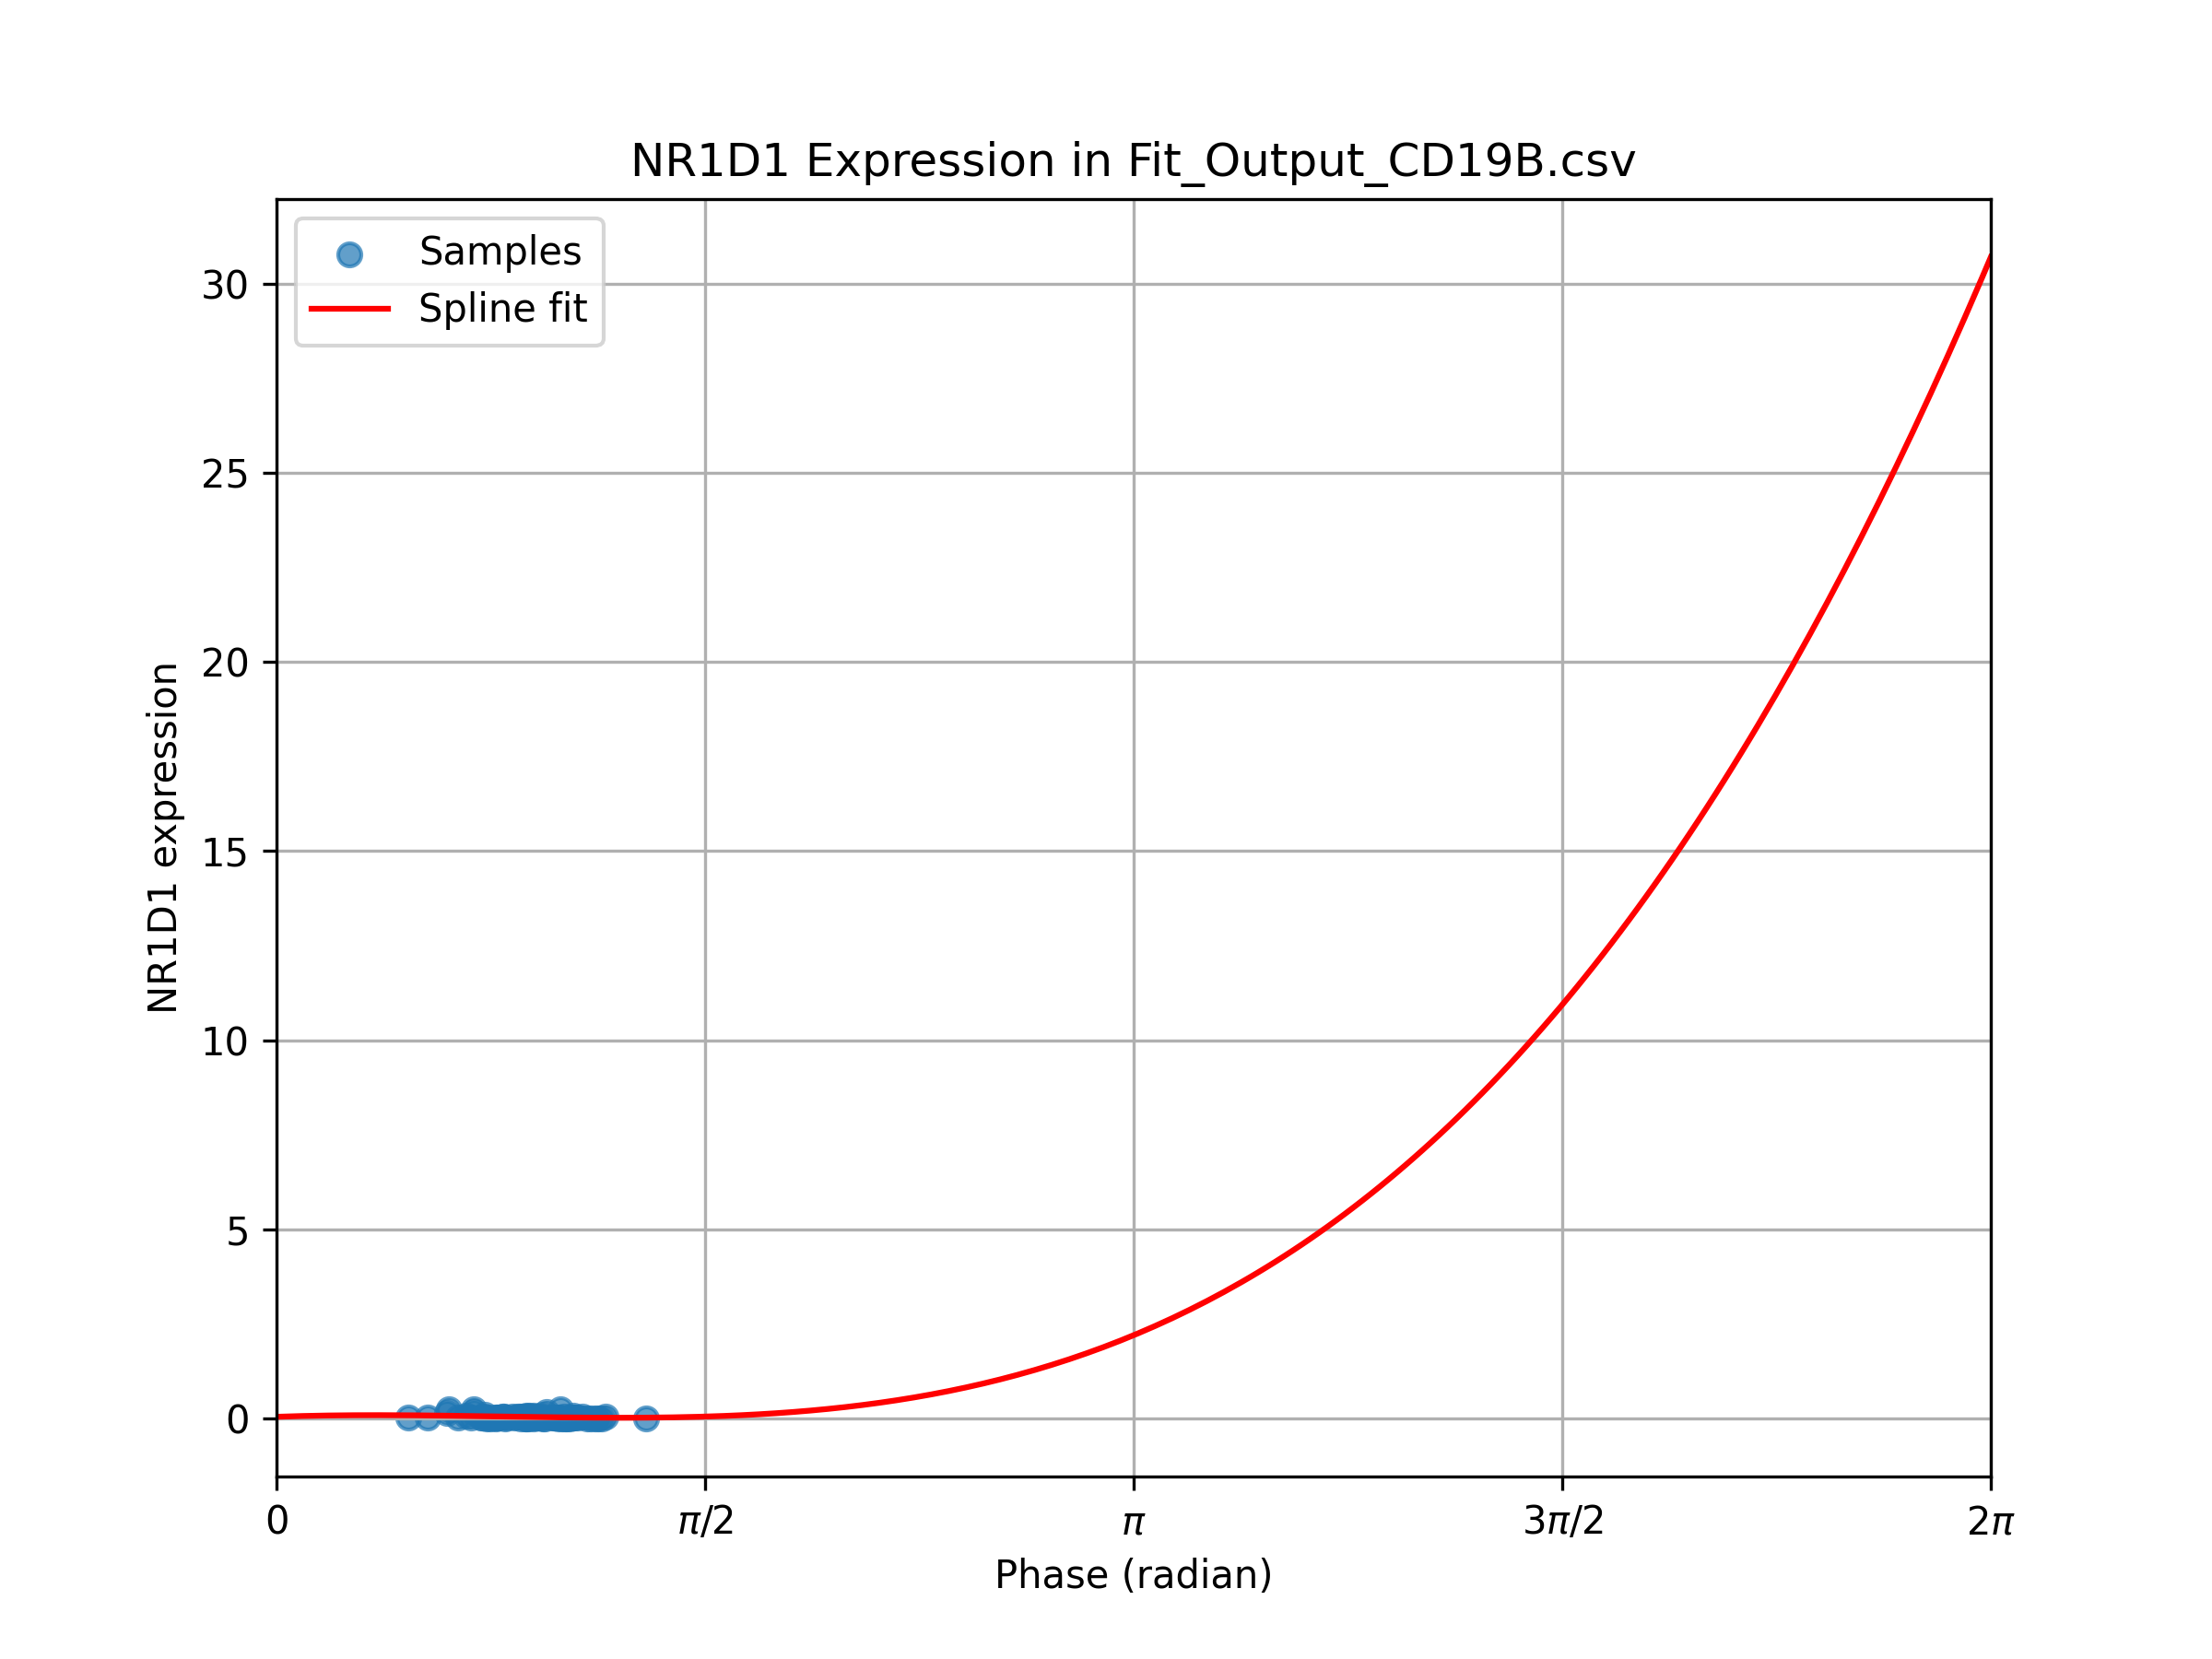 NR1D1 Expression in Fit_Output_CD19B.csv
Samples
Spline fit
30
25
20
15
10
5
0
NR1D1 expression
0 π/2 π 3π/2 2π
Phase (radian)